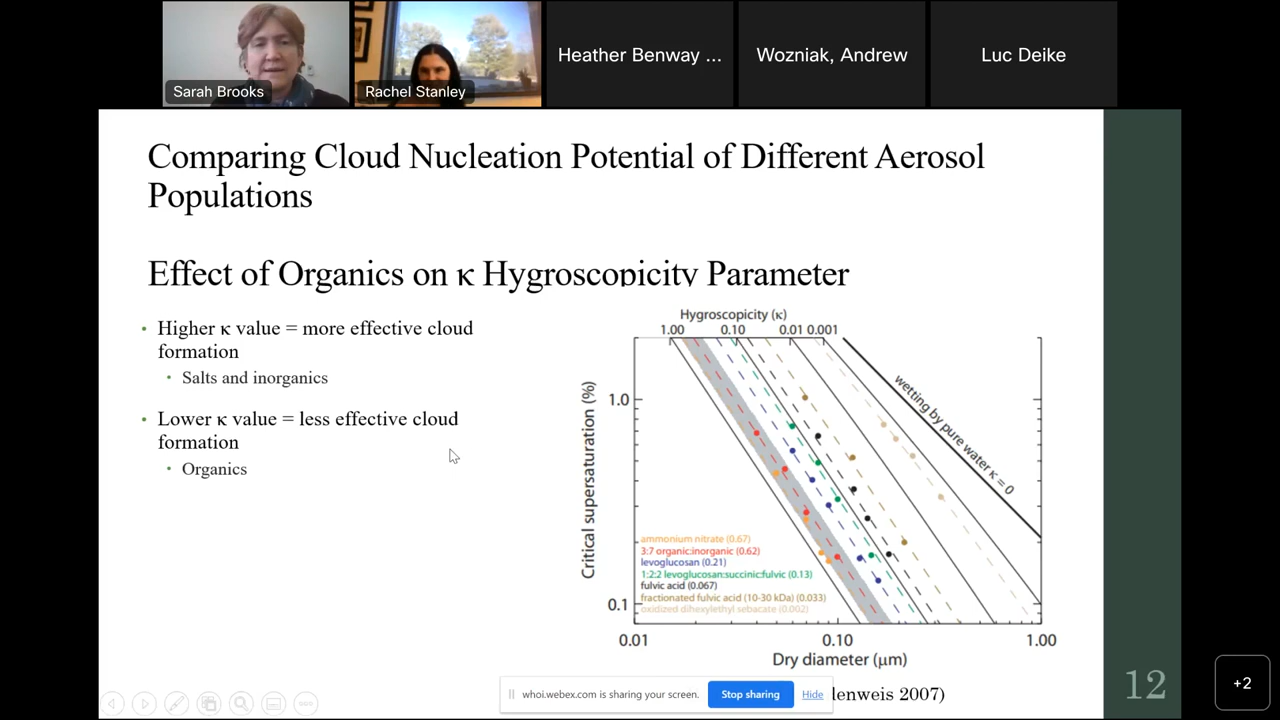 Sarah Brooks
Rachel Stanley
Heather Benway ...
Wozniak, Andrew
Luc Deike
Comparing Cloud Nucleation Potential of Different Aerosol
Populations
Effect of Organics on κ Hygroscopicity Parameter
• Higher κ value = more effective cloud
formation
• Salts and inorganics
• Lower κ value = less effective cloud
formation
• Organics
Hygroscopicity (κ)
1.00 0.10 0.01 0.001
wetting by pure water κ = 0
Critical supersaturation (%)
1.0
0.1
ammonium nitrate (0.67)
3:7 organic:inorganic (0.62)
levoglucosan (0.21)
1:2:2 levoglucosan:succinic:fulvic (0.13)
fulvic acid (0.067)
fractionated fulvic acid (10-30 kDa) (0.033)
oxidized dihexylethyl sebacate (0.002)
0.01 0.10 1.00
Dry diameter (μm)
whoi.webex.com is sharing your screen.
Stop sharing
Hide
denweis 2007)
12
+2